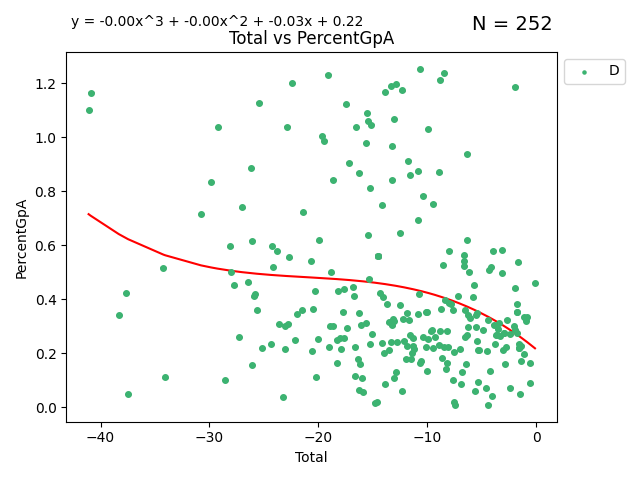 y = -0.00x^3 + -0.00x^2 + -0.03x + 0.22
N = 252
Total vs PercentGpA
D
PercentGpA
1.2
1.0
0.8
0.6
0.4
0.2
0.0
−40 −30 −20 −10 0
Total